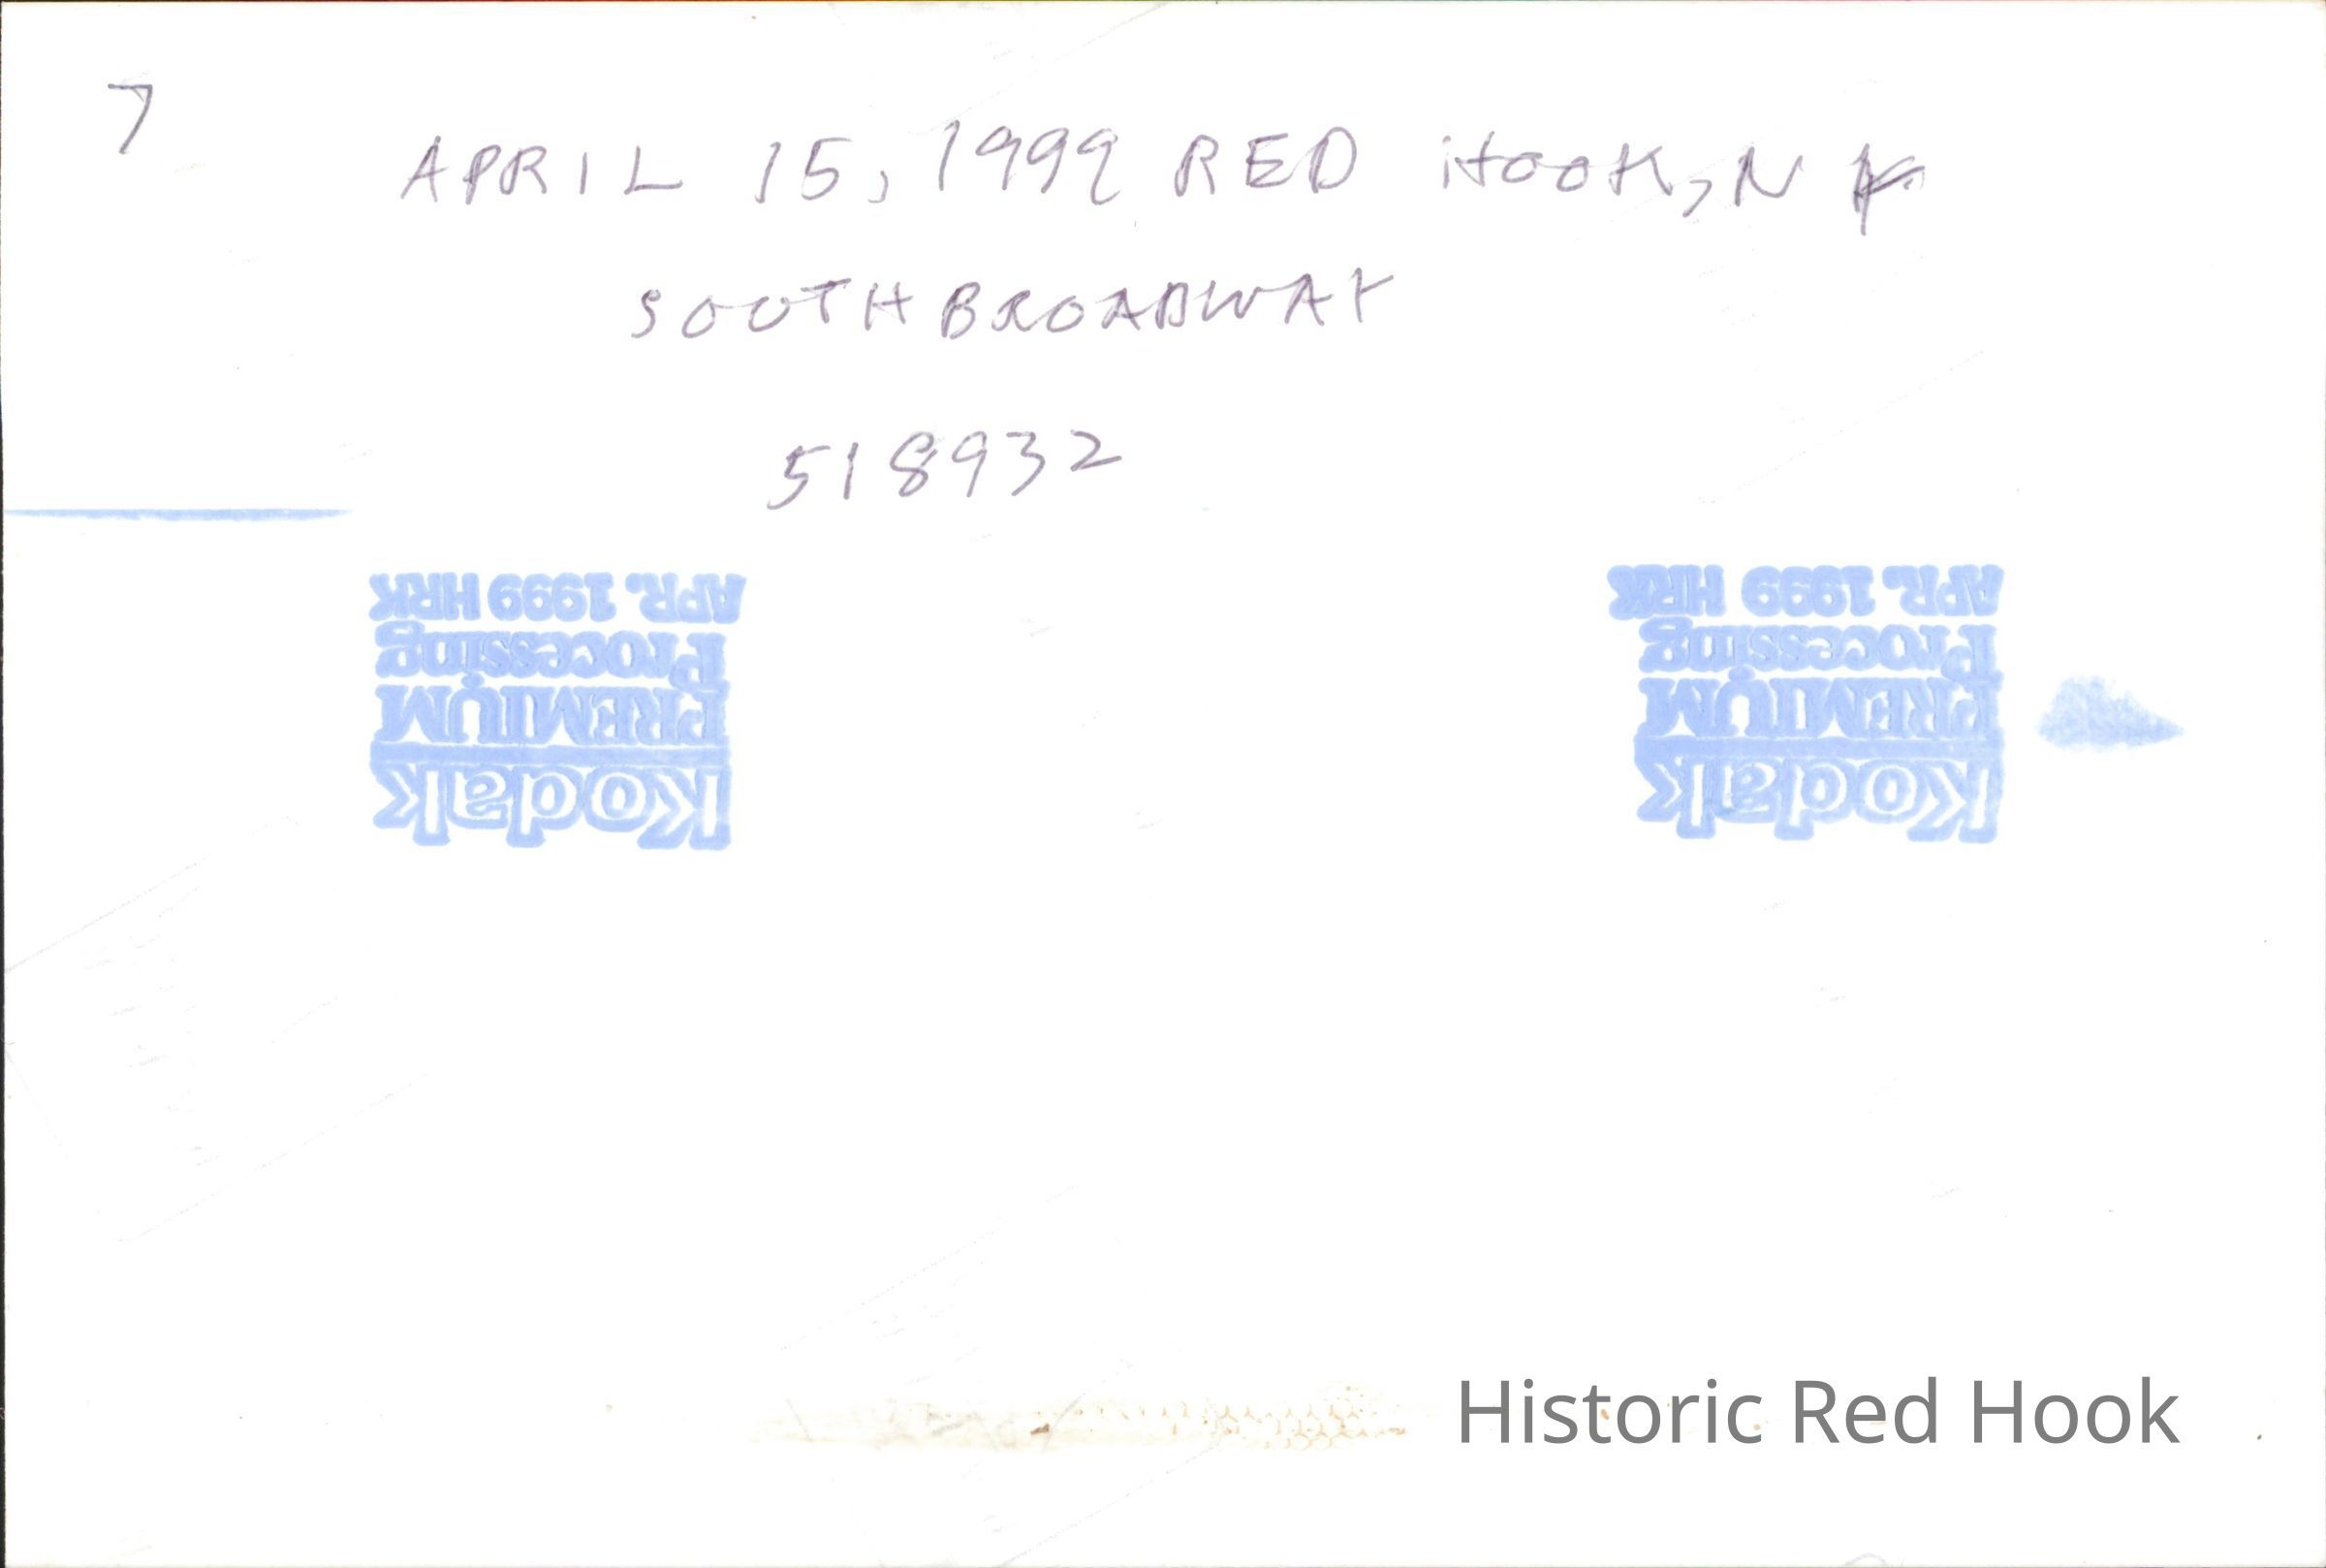 7
APRIL 15, 1999 RED HOOK, N Y
SOUTH BROADWAY
518932
APR. 1999 HRK
Processing
PREMIUM
Kodak
APR. 1999 HRK
Processing
PREMIUM
Kodak
Historic Red Hook